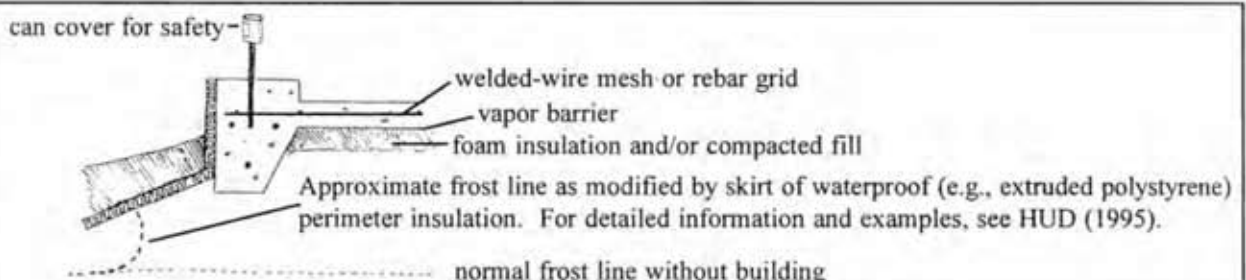 can cover for safety
welded-wire mesh or rebar grid
vapor barrier
foam insulation and/or compacted fill
Approximate frost line as modified by skirt of waterproof (e.g., extruded polystyrene)
perimeter insulation. For detailed information and examples, see HUD (1995).
normal frost line without building